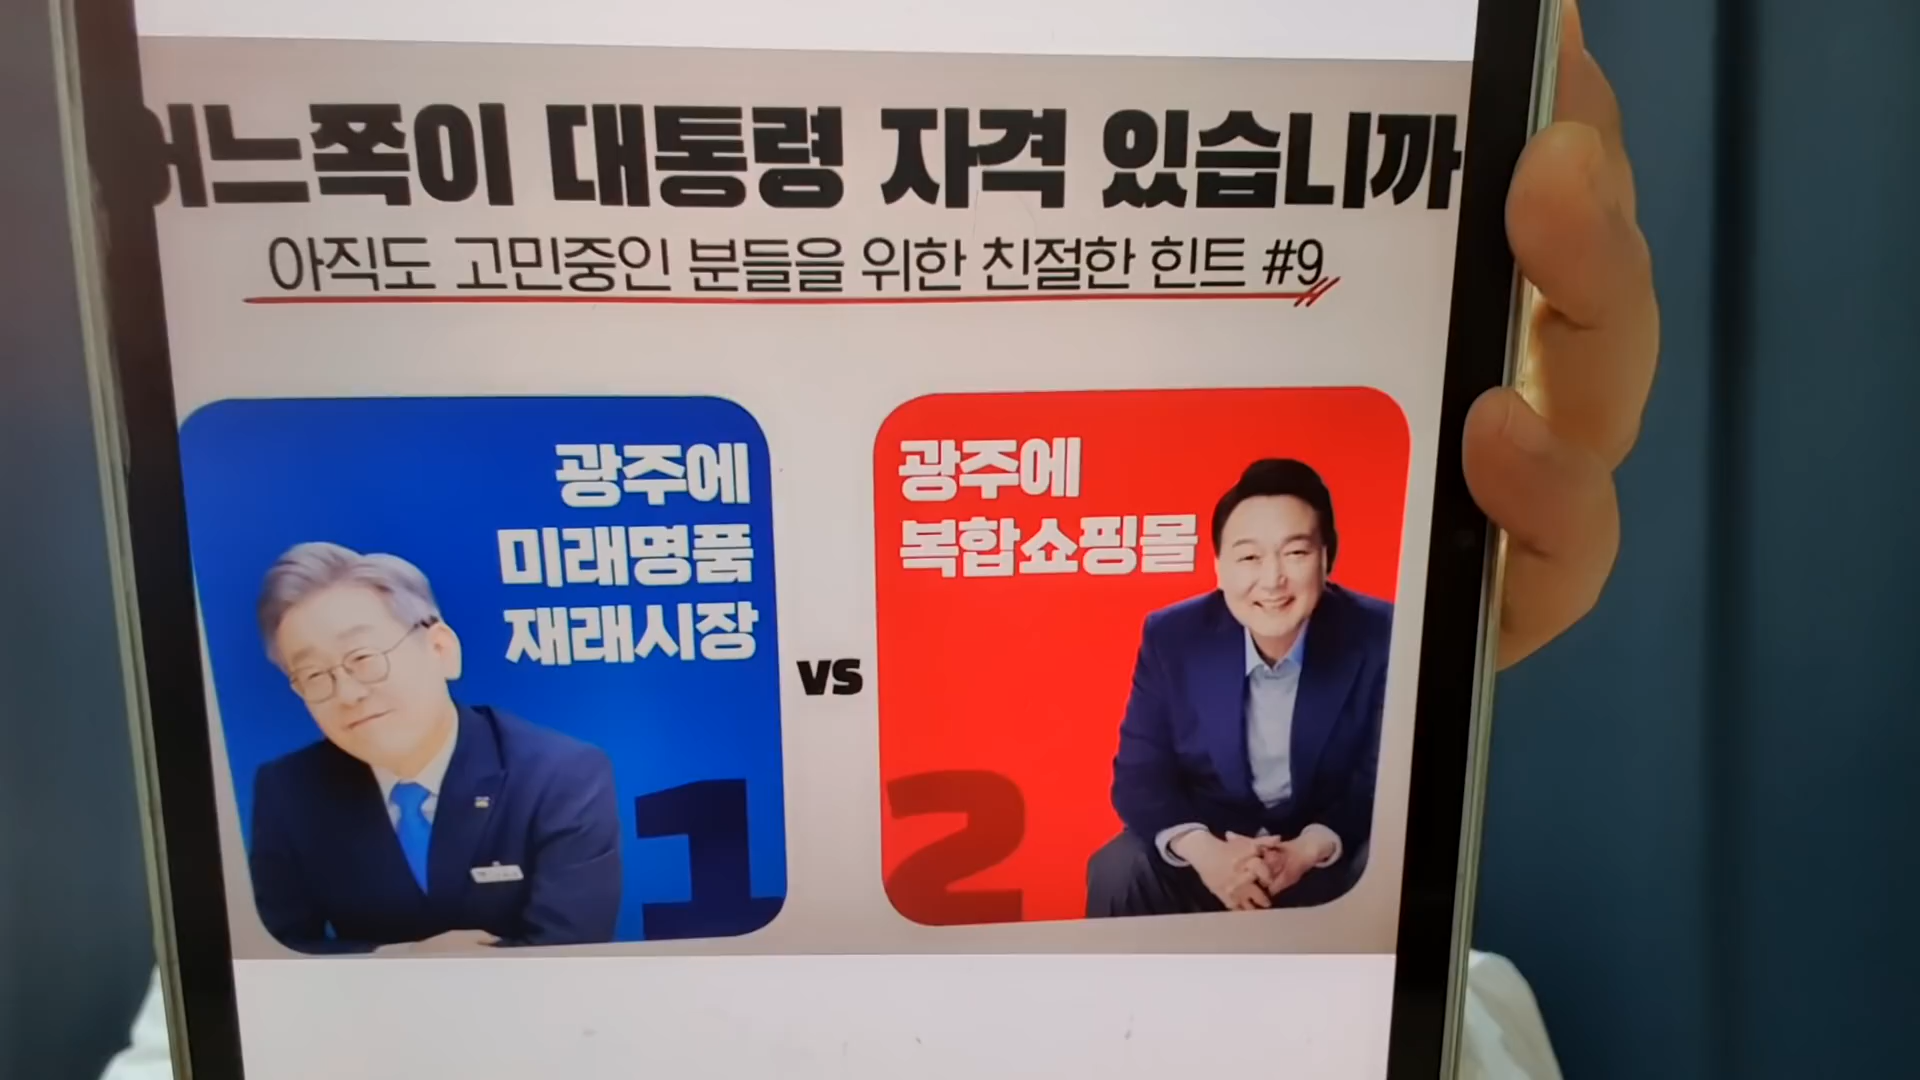 어느쪽이 대통령 자격 있습니까
아직도 고민중인 분들을 위한 친절한 힌트 #9
광주에
미래명품
재래시장
1
vs
광주에
복합쇼핑몰
2